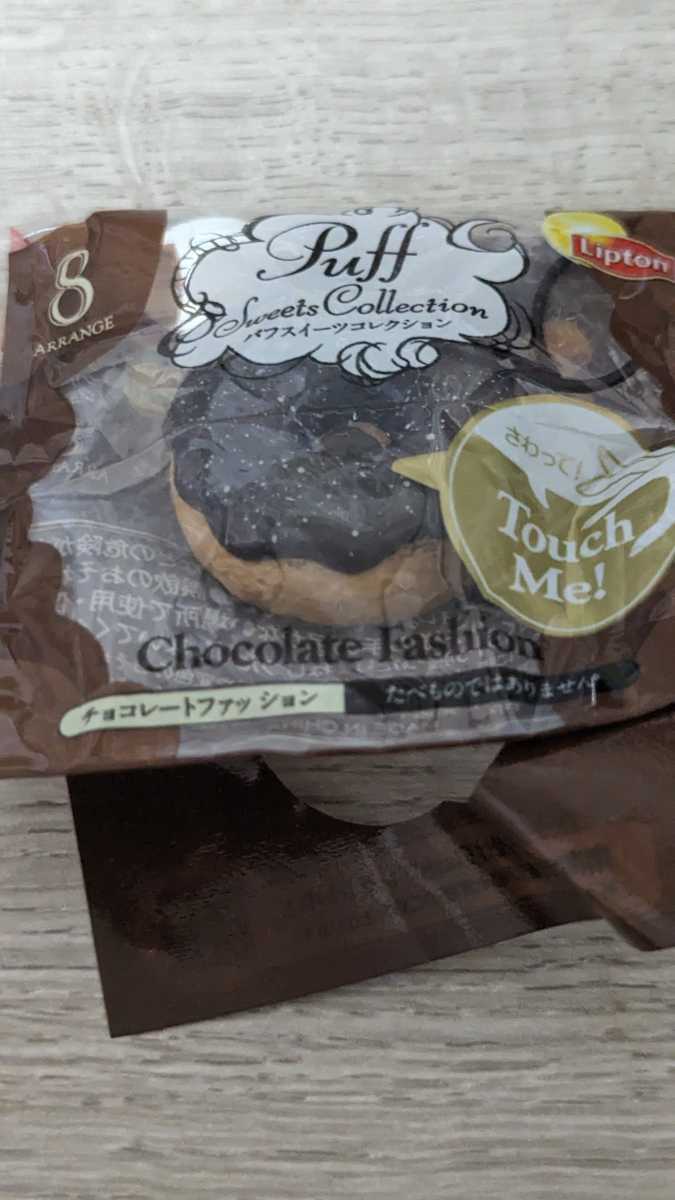 8
ARRANGE
Puff
Sweets Collection
パフスイーツコレクション
Lipton
さわって!
Touch
Me!
Chocolate Fashion
チョコレートファッション
たべものではありません